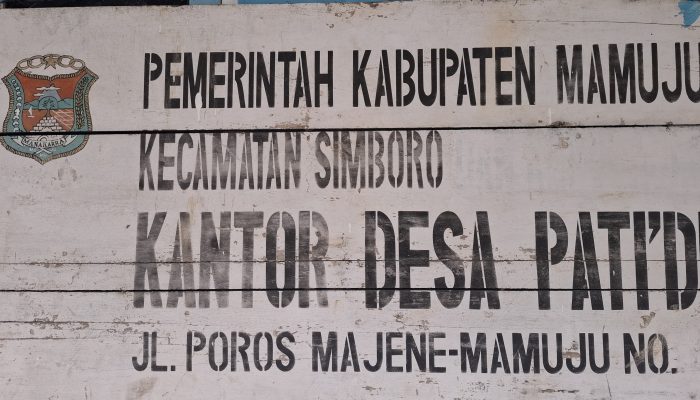 PEMERINTAH KABUPATEN MAMUJU
KECAMATAN SIMBORO
KANTOR DESA PATI'D
JL. POROS MAJENE-MAMUJU NO.